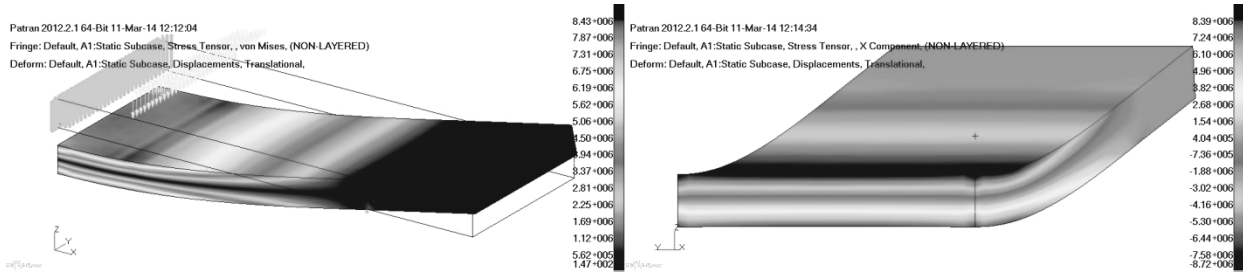 Patran 2012.2.1 64-Bit 11-Mar-14 12:12:04
Fringe: Default, A1:Static Subcase, Stress Tensor, , von Mises, (NON-LAYERED)
Deform: Default, A1:Static Subcase, Displacements, Translational,
8.43+006
7.87+006
7.31+006
6.75+006
6.19+006
5.62+006
5.06+006
4.50+006
3.94+006
3.37+006
2.81+006
2.25+006
1.69+006
1.12+006
5.62+005
1.47+002
Z
Y
X
Patran 2012.2.1 64-Bit 11-Mar-14 12:14:34
Fringe: Default, A1:Static Subcase, Stress Tensor, , X Component, (NON-LAYERED)
Deform: Default, A1:Static Subcase, Displacements, Translational,
8.39+006
7.24+006
6.10+006
4.96+006
3.82+006
2.68+006
1.54+006
4.04+005
-7.36+005
-1.88+006
-3.02+006
-4.16+006
-5.30+006
-6.44+006
-7.58+006
-8.72+006
Z
Y X